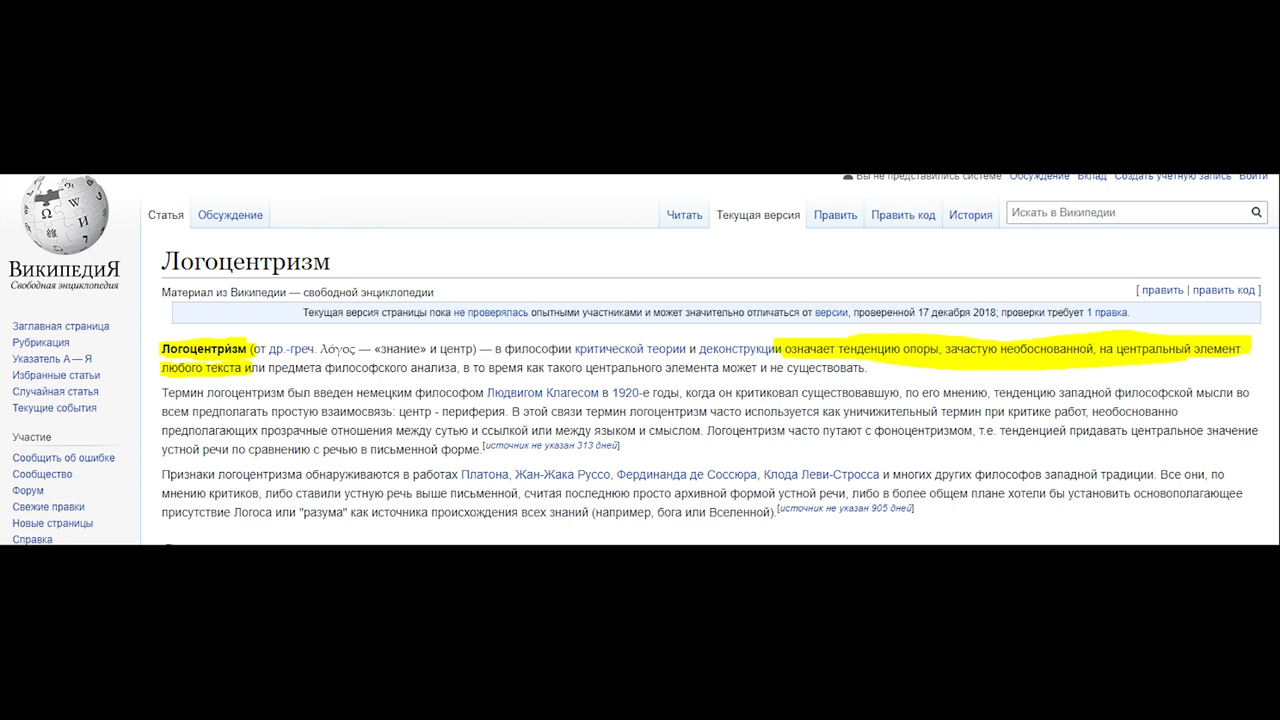 Вы не представились системе Обсуждение Вклад Создать учётную запись Войти
Статья Обсуждение Читать Текущая версия Править Править код История Искать в Википедии
Ω W И 維
ВИКИПЕДИЯ
Свободная энциклопедия
Заглавная страница
Рубрикация
Указатель А — Я
Избранные статьи
Случайная статья
Текущие события
Участие
Сообщить об ошибке
Сообщество
Форум
Свежие правки
Новые страницы
Справка
Логоцентризм
Материал из Википедии — свободной энциклопедии [ править | править код ]
Текущая версия страницы пока не проверялась опытными участниками и может значительно отличаться от версии, проверенной 17 декабря 2018; проверки требует 1 правка.
Логоцентри́зм (от др.-греч. λόγος — «знание» и центр) — в философии критической теории и деконструкции означает тенденцию опоры, зачастую необоснованной, на центральный элемент
любого текста или предмета философского анализа, в то время как такого центрального элемента может и не существовать.
Термин логоцентризм был введен немецким философом Людвигом Клагесом в 1920-е годы, когда он критиковал существовавшую, по его мнению, тенденцию западной философской мысли во
всем предполагать простую взаимосвязь: центр - периферия. В этой связи термин логоцентризм часто используется как уничижительный термин при критике работ, необоснованно
предполагающих прозрачные отношения между сутью и ссылкой или между языком и смыслом. Логоцентризм часто путают с фоноцентризмом, т.е. тенденцией придавать центральное значение
устной речи по сравнению с речью в письменной форме.[источник не указан 313 дней]
Признаки логоцентризма обнаруживаются в работах Платона, Жан-Жака Руссо, Фердинанда де Соссюра, Клода Леви-Стросса и многих других философов западной традиции. Все они, по
мнению критиков, либо ставили устную речь выше письменной, считая последнюю просто архивной формой устной речи, либо в более общем плане хотели бы установить основополагающее
присутствие Логоса или "разума" как источника происхождения всех знаний (например, бога или Вселенной).[источник не указан 905 дней]